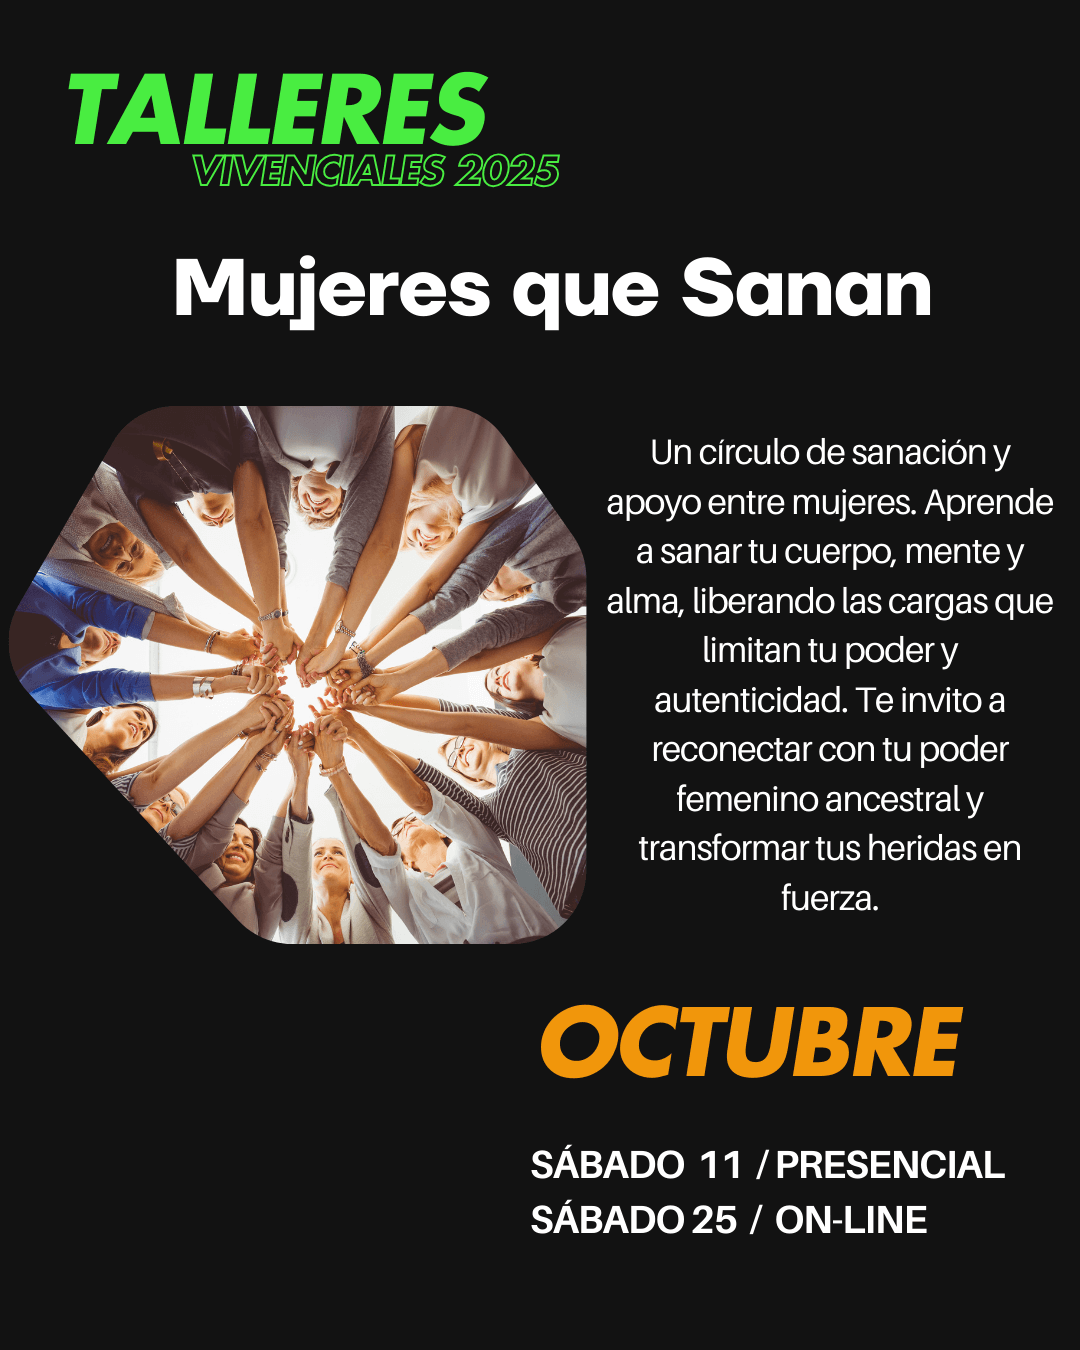 TALLERES
VIVENCIALES 2025
Mujeres que Sanan
Un círculo de sanación y
apoyo entre mujeres. Aprende
a sanar tu cuerpo, mente y
alma, liberando las cargas que
limitan tu poder y
autenticidad. Te invito a
reconectar con tu poder
femenino ancestral y
transformar tus heridas en
fuerza.
OCTUBRE
SÁBADO 11 / PRESENCIAL
SÁBADO 25 / ON-LINE